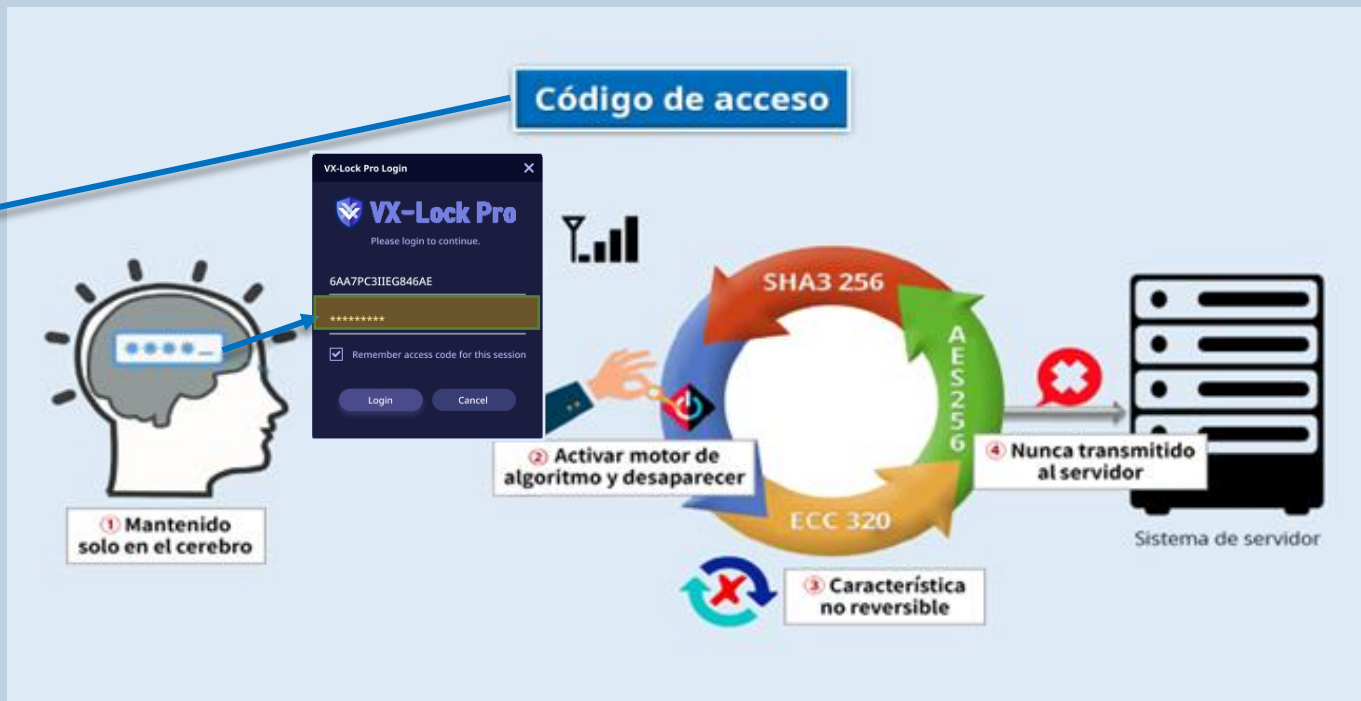 Código de acceso
VX-Lock Pro Login
VX-Lock Pro
Please login to continue.
6AA7PC3IIEG846AE
*********
Remember access code for this session
Login
Cancel
① Mantenido
solo en el cerebro
② Activar motor de
algoritmo y desaparecer
SHA3 256
AES256
ECC 320
③ Característica
no reversible
④ Nunca transmitido
al servidor
Sistema de servidor